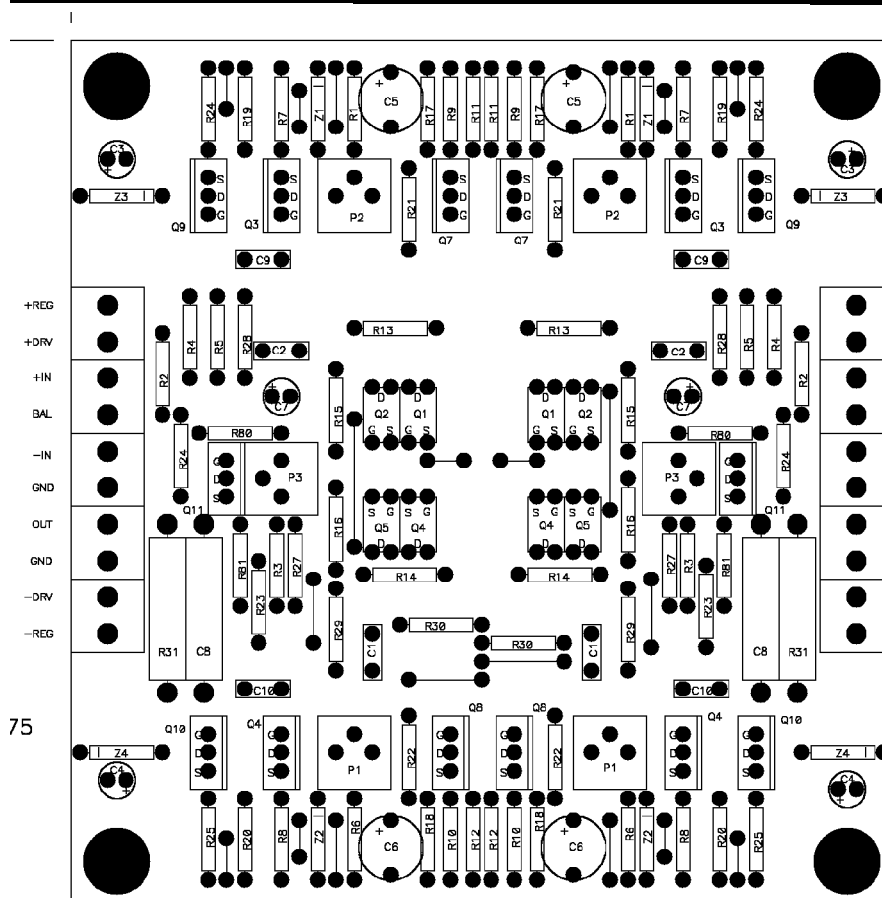 R24 R19 R7 Z1 R1 + C5 R17 R9 R11 R11 R9 R17 + C5 R1 Z1 R7 R19 R24
C3 + + C3
Z3 S D G S D G P2 R21 S D G S D G R21 P2 S D G S D G Z3
Q9 Q3 Q7 Q7 Q3 Q9
C9 C9
+REG
R4 R5 R28 R13 R13 R28 R5 R4
+DRV
C2 C2
+IN
R2 + C7 R15 D D D D R15 + C7 R2
Q2 Q1 Q1 Q2
BAL
G S G S G S G S
R80 R80
−IN
R24 G D S P3 P3 G D S R24
GND
Q11 S G S G S G S G Q11
OUT
R16 Q5 Q4 Q4 Q5 R16
D D D D
GND
R81 R3 R27 R14 R14 R27 R3 R81
−DRV
R23 R23
−REG
R29 R30 R29
R31 C8 C1 R30 C1 C8 R31
C10 C10
75
Q10 Q4 Q8 Q8 Q4 Q10
Z4 G D S G D S P1 R22 G D S G D S R22 P1 G D S G D S Z4
C4 + + C4
R25 R20 R8 Z2 R6 + C6 R18 R10 R12 R12 R10 R18 + C6 R6 Z2 R8 R20 R25